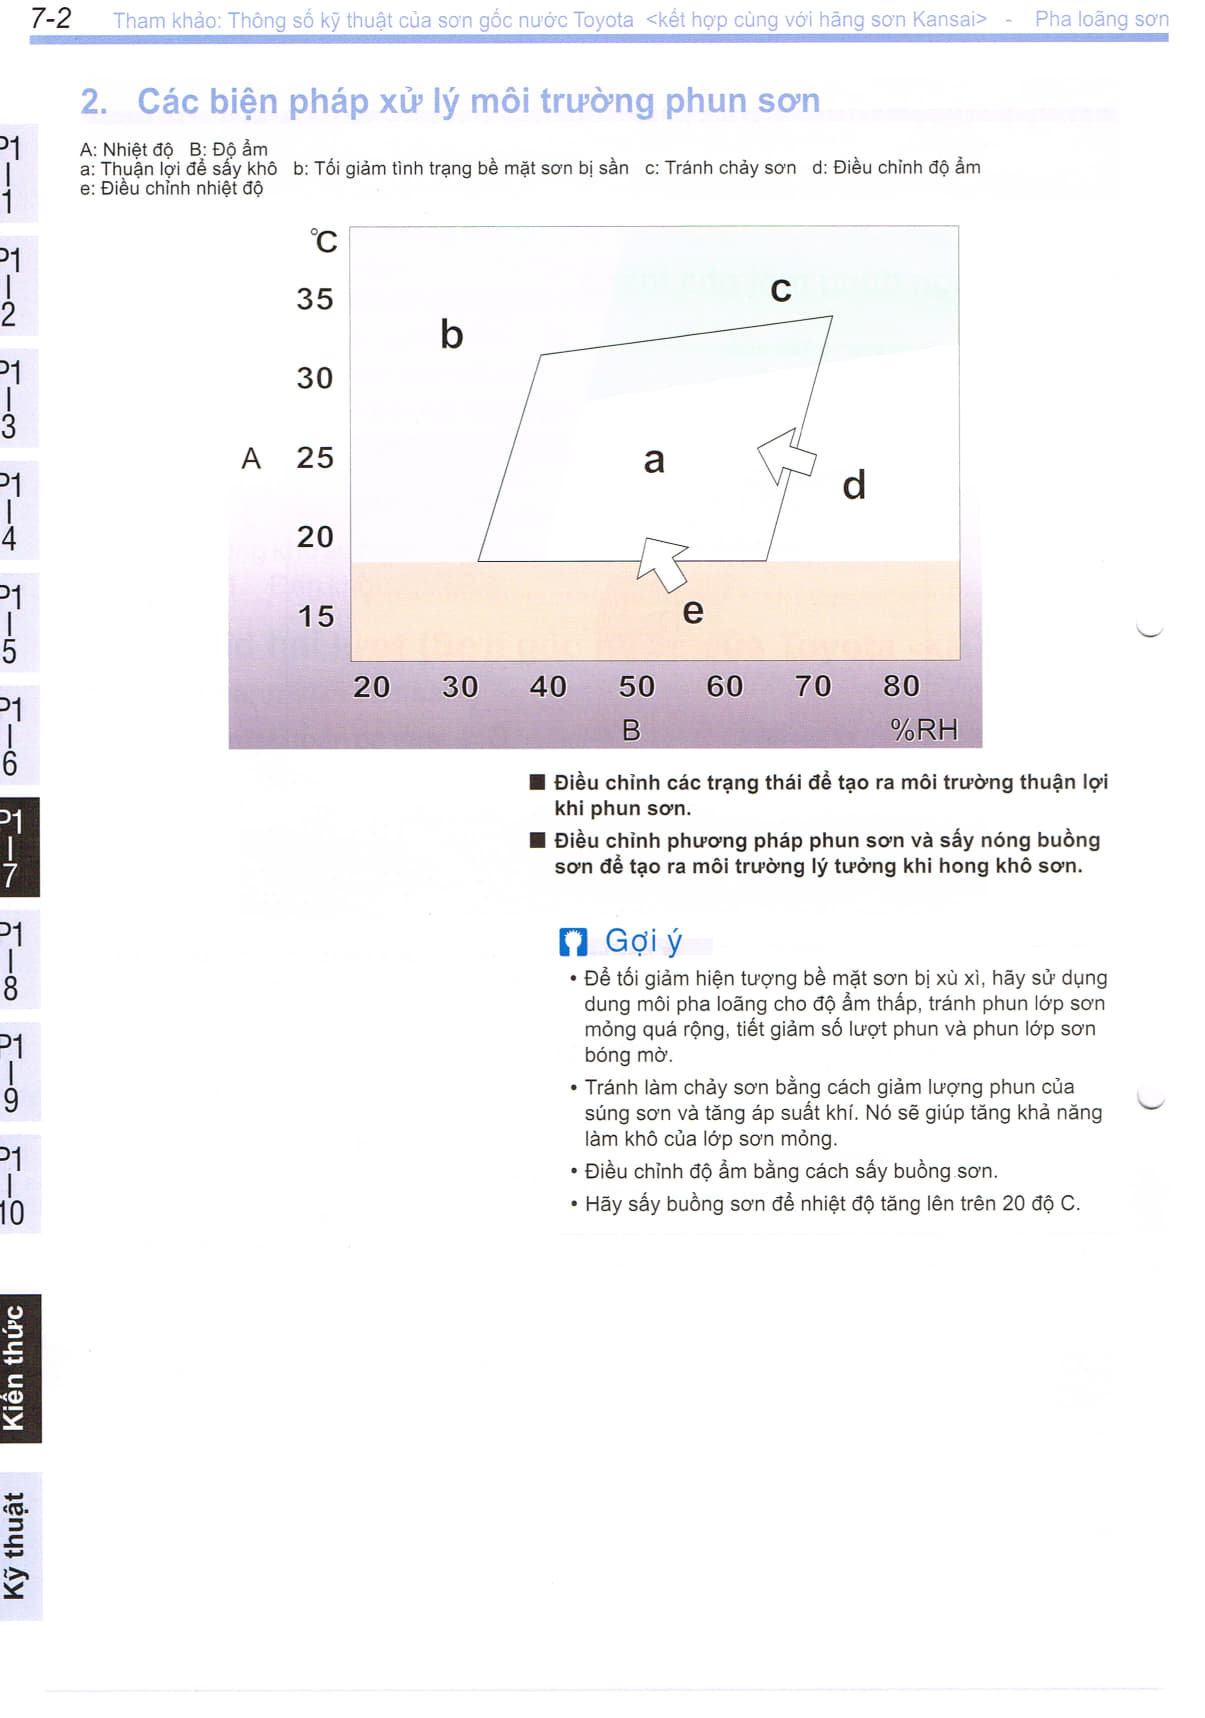 7-2 Tham khảo: Thông số kỹ thuật của sơn gốc nước Toyota <kết hợp cùng với hãng sơn Kansai> - Pha loãng sơn
2. Các biện pháp xử lý môi trường phun sơn
A: Nhiệt độ B: Độ ẩm
a: Thuận lợi để sấy khô b: Tối giảm tình trạng bề mặt sơn bị sần c: Tránh chảy sơn d: Điều chỉnh độ ẩm
e: Điều chỉnh nhiệt độ
℃
35
c
b
30
A 25
a
d
20
15
e
20 30 40 50 60 70 80
B %RH
■ Điều chỉnh các trạng thái để tạo ra môi trường thuận lợi
khi phun sơn.
■ Điều chỉnh phương pháp phun sơn và sấy nóng buồng
sơn để tạo ra môi trường lý tưởng khi hong khô sơn.
Gợi ý
• Để tối giảm hiện tượng bề mặt sơn bị xù xì, hãy sử dụng
dung môi pha loãng cho độ ẩm thấp, tránh phun lớp sơn
mỏng quá rộng, tiết giảm số lượt phun và phun lớp sơn
bóng mờ.
• Tránh làm chảy sơn bằng cách giảm lượng phun của
súng sơn và tăng áp suất khí. Nó sẽ giúp tăng khả năng
làm khô của lớp sơn mỏng.
• Điều chỉnh độ ẩm bằng cách sấy buồng sơn.
• Hãy sấy buồng sơn để nhiệt độ tăng lên trên 20 độ C.
P1
1
P1
2
P1
3
P1
4
P1
5
P1
6
P1
7
P1
8
P1
9
P1
10
Kiến thức
Kỹ thuật